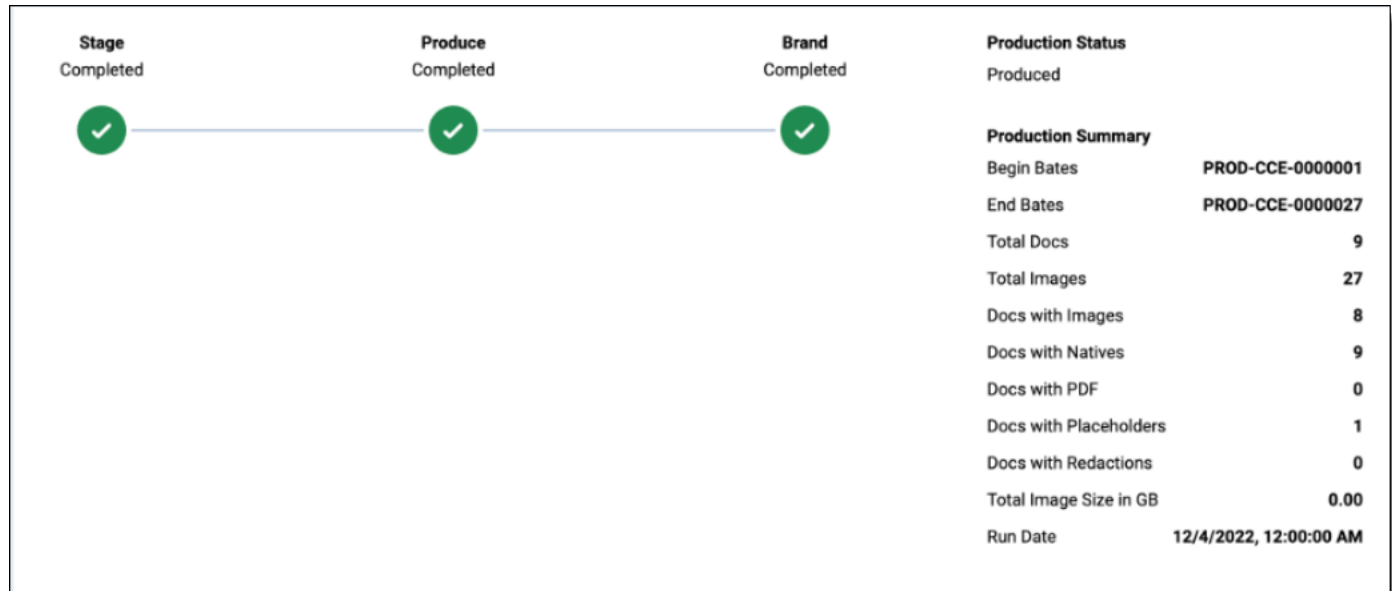 Stage
Completed
Produce
Completed
Brand
Completed
Production Status
Produced
Production Summary
Begin Bates PROD-CCE-0000001
End Bates PROD-CCE-0000027
Total Docs 9
Total Images 27
Docs with Images 8
Docs with Natives 9
Docs with PDF 0
Docs with Placeholders 1
Docs with Redactions 0
Total Image Size in GB 0.00
Run Date 12/4/2022, 12:00:00 AM